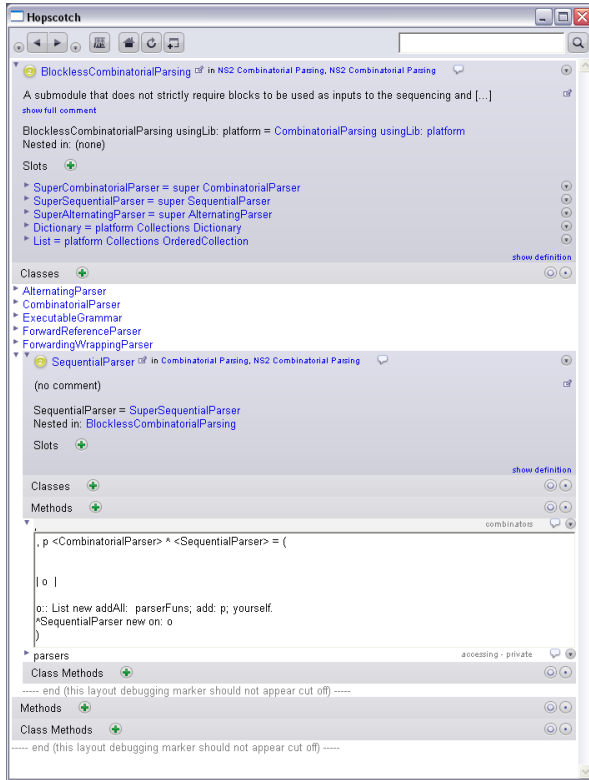 Hopscotch
BlocklessCombinatorialParsing in NS2 Combinatorial Parsing, NS2 Combinatorial Parsing
A submodule that does not strictly require blocks to be used as inputs to the sequencing and [...]
show full comment
BlocklessCombinatorialParsing usingLib: platform = CombinatorialParsing usingLib: platform
Nested in: (none)
Slots
SuperCombinatorialParser = super CombinatorialParser
SuperSequentialParser = super SequentialParser
SuperAlternatingParser = super AlternatingParser
Dictionary = platform Collections Dictionary
List = platform Collections OrderedCollection
show definition
Classes
AlternatingParser
CombinatorialParser
ExecutableGrammar
ForwardReferenceParser
ForwardingWrappingParser
SequentialParser in Combinatorial Parsing, NS2 Combinatorial Parsing
(no comment)
SequentialParser = SuperSequentialParser
Nested in: BlocklessCombinatorialParsing
Slots
show definition
Classes
Methods
, combinators
, p <CombinatorialParser> ^ <SequentialParser> = (
| o |
o:: List new addAll: parserFuns; add: p; yourself.
^SequentialParser new on: o
)
parsers accessing - private
Class Methods
----- end (this layout debugging marker should not appear cut off) -----
Methods
Class Methods
----- end (this layout debugging marker should not appear cut off) -----